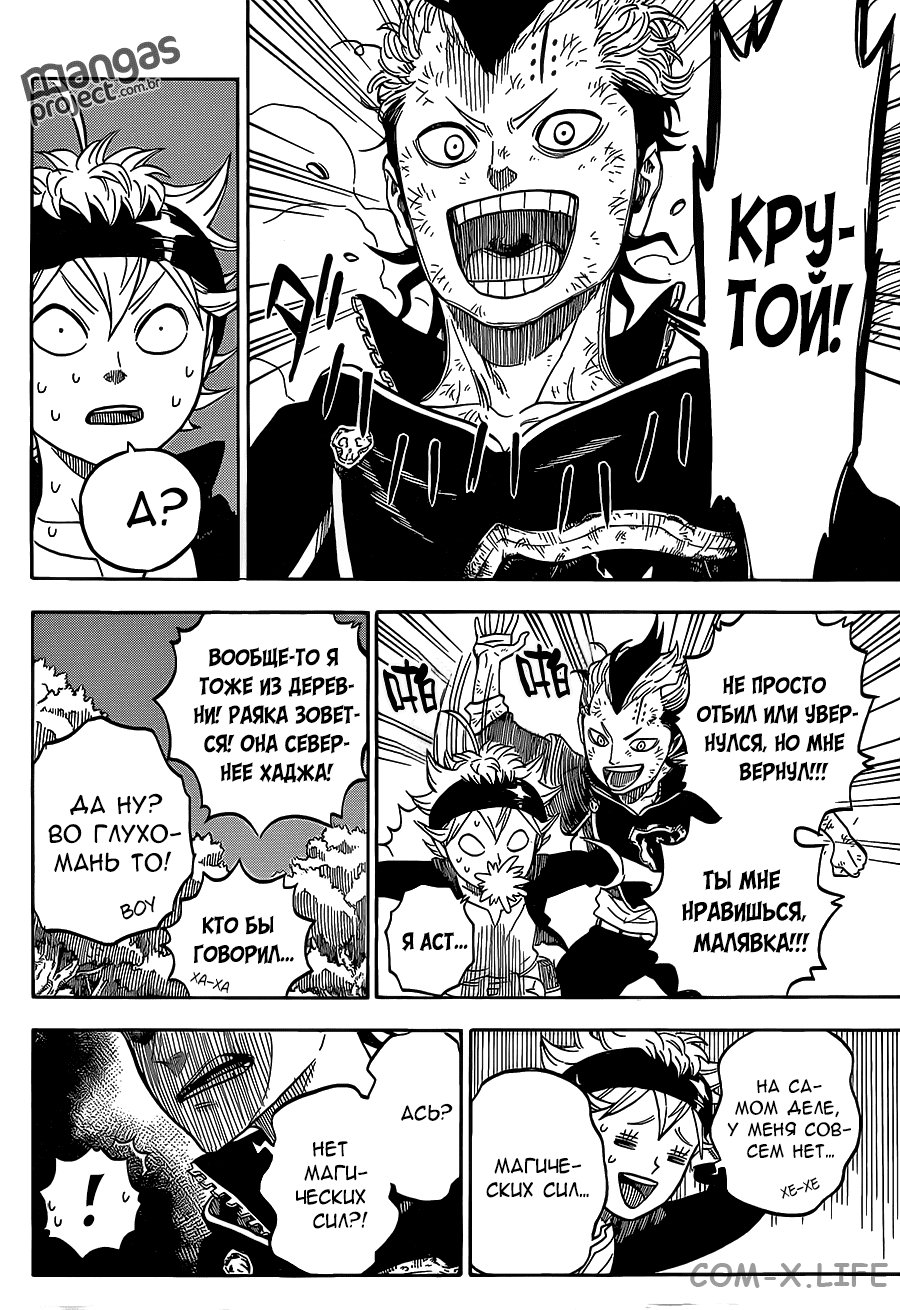 mangas
project.com.br
КРУ-
ТОЙ!
А?
НЕ ПРОСТО
ОТБИЛ ИЛИ УВЕР-
НУЛСЯ, НО МНЕ
ВЕРНУЛ!!!
ТЫ МНЕ
НРАВИШЬСЯ,
МАЛЯВКА!!!
Я АСТ...
ВООБЩЕ-ТО Я
ТОЖЕ ИЗ ДЕРЕВ-
НИ! РАЯКА ЗОВЕТ-
СЯ! ОНА СЕВЕР-
НЕЕ ХАДЖА!
ДА НУ?
ВО ГЛУХО-
МАНЬ ТО!
ВОУ
КТО БЫ
ГОВОРИЛ...
ХА-ХА
НА СА-
МОМ ДЕЛЕ,
У МЕНЯ СОВ-
СЕМ НЕТ...
ХЕ-ХЕ
МАГИЧЕ-
СКИХ СИЛ...
АСЬ?
НЕТ
МАГИ-
ЧЕСКИХ
СИЛ?!
!
COM-X.LIFE